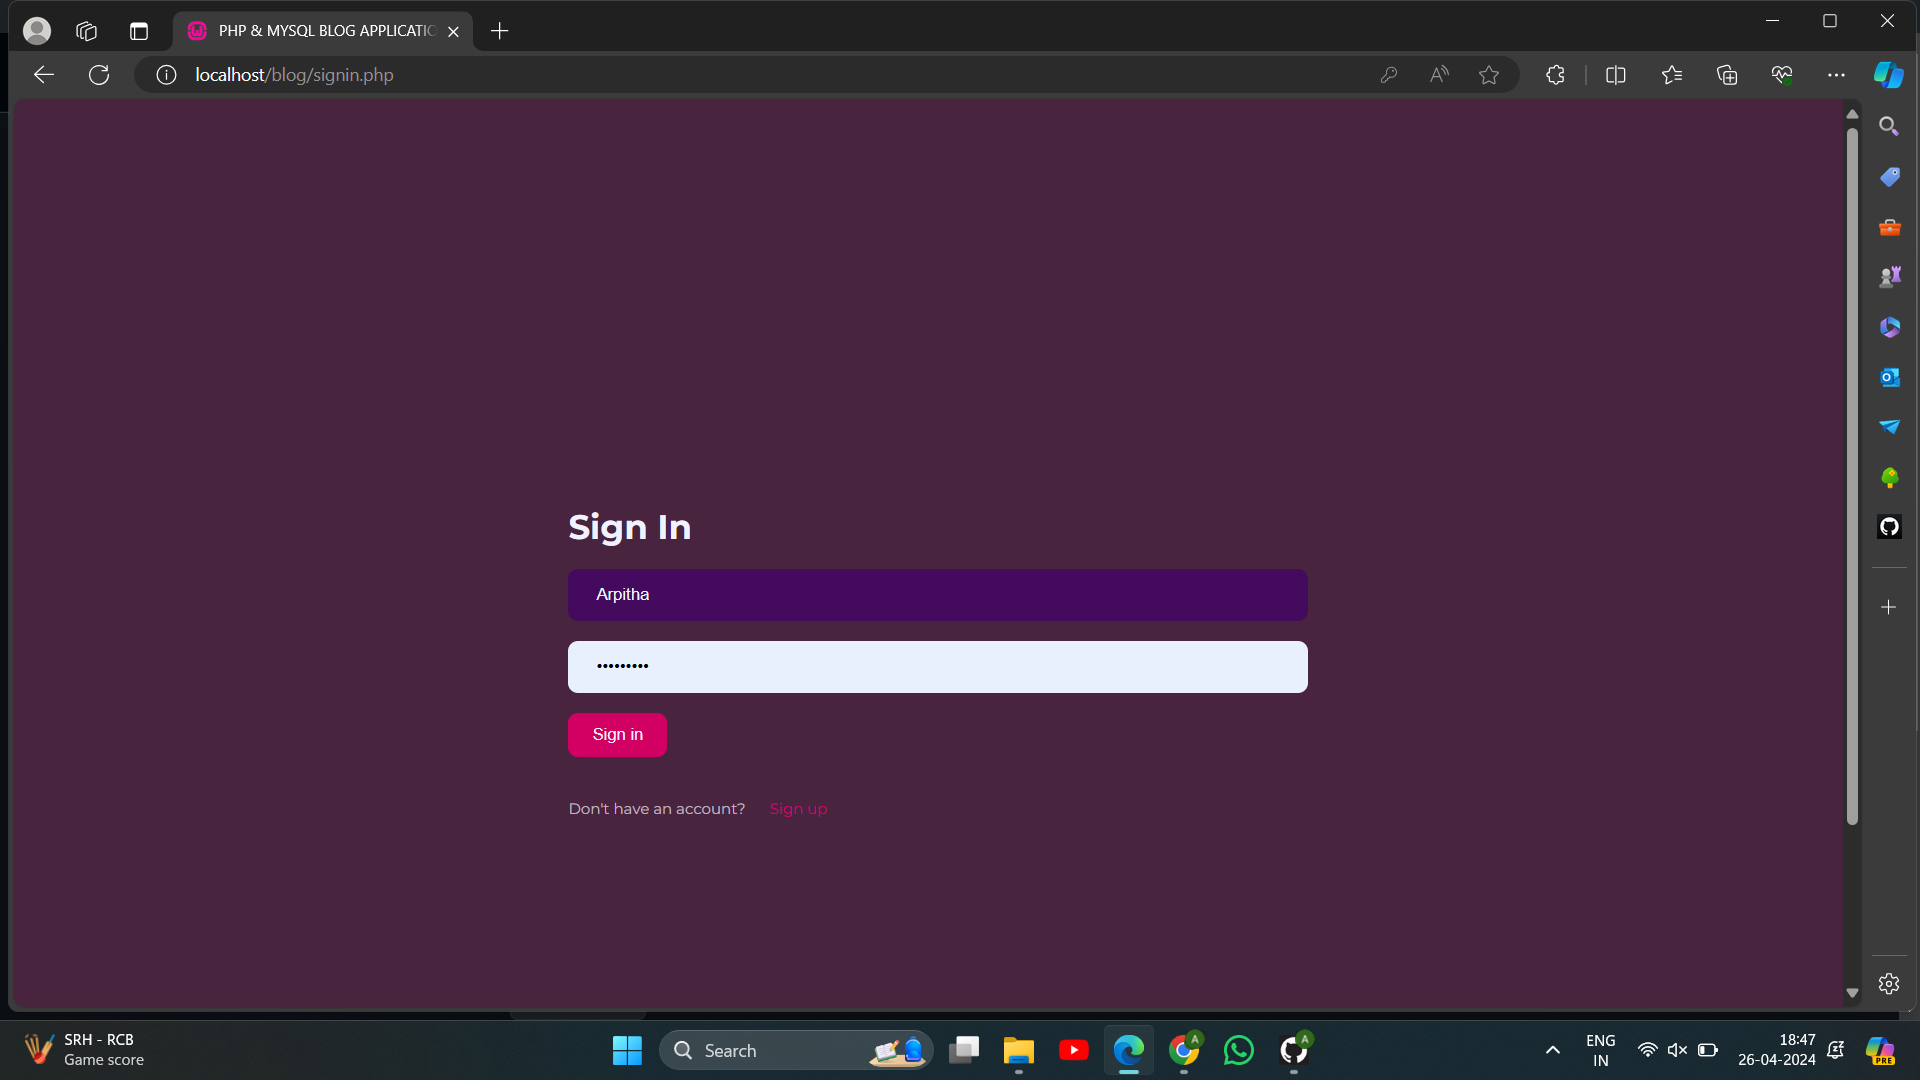 PHP & MYSQL BLOG APPLICATIO
localhost/blog/signin.php
Sign In
Arpitha
•••••••••
Sign in
Don't have an account? Sign up
SRH - RCB
Game score
Search
ENG
IN
18:47
26-04-2024
A
A
PRE